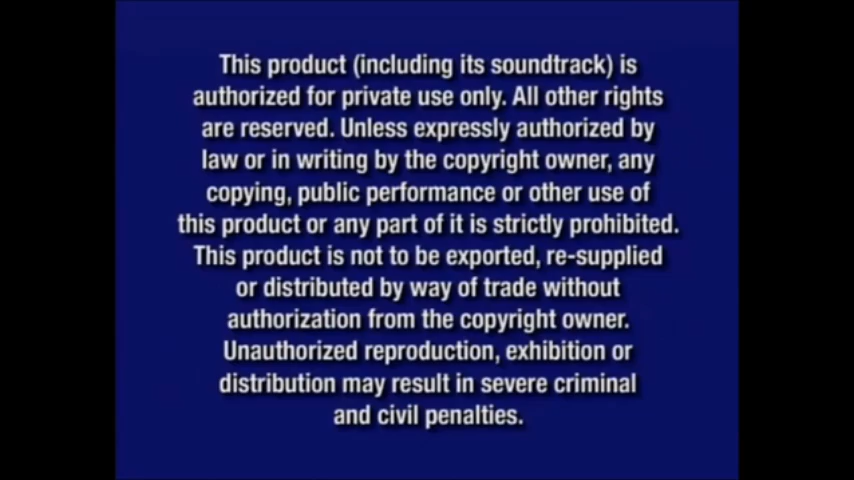 This product (including its soundtrack) is
authorized for private use only. All other rights
are reserved. Unless expressly authorized by
law or in writing by the copyright owner, any
copying, public performance or other use of
this product or any part of it is strictly prohibited.
This product is not to be exported, re-supplied
or distributed by way of trade without
authorization from the copyright owner.
Unauthorized reproduction, exhibition or
distribution may result in severe criminal
and civil penalties.